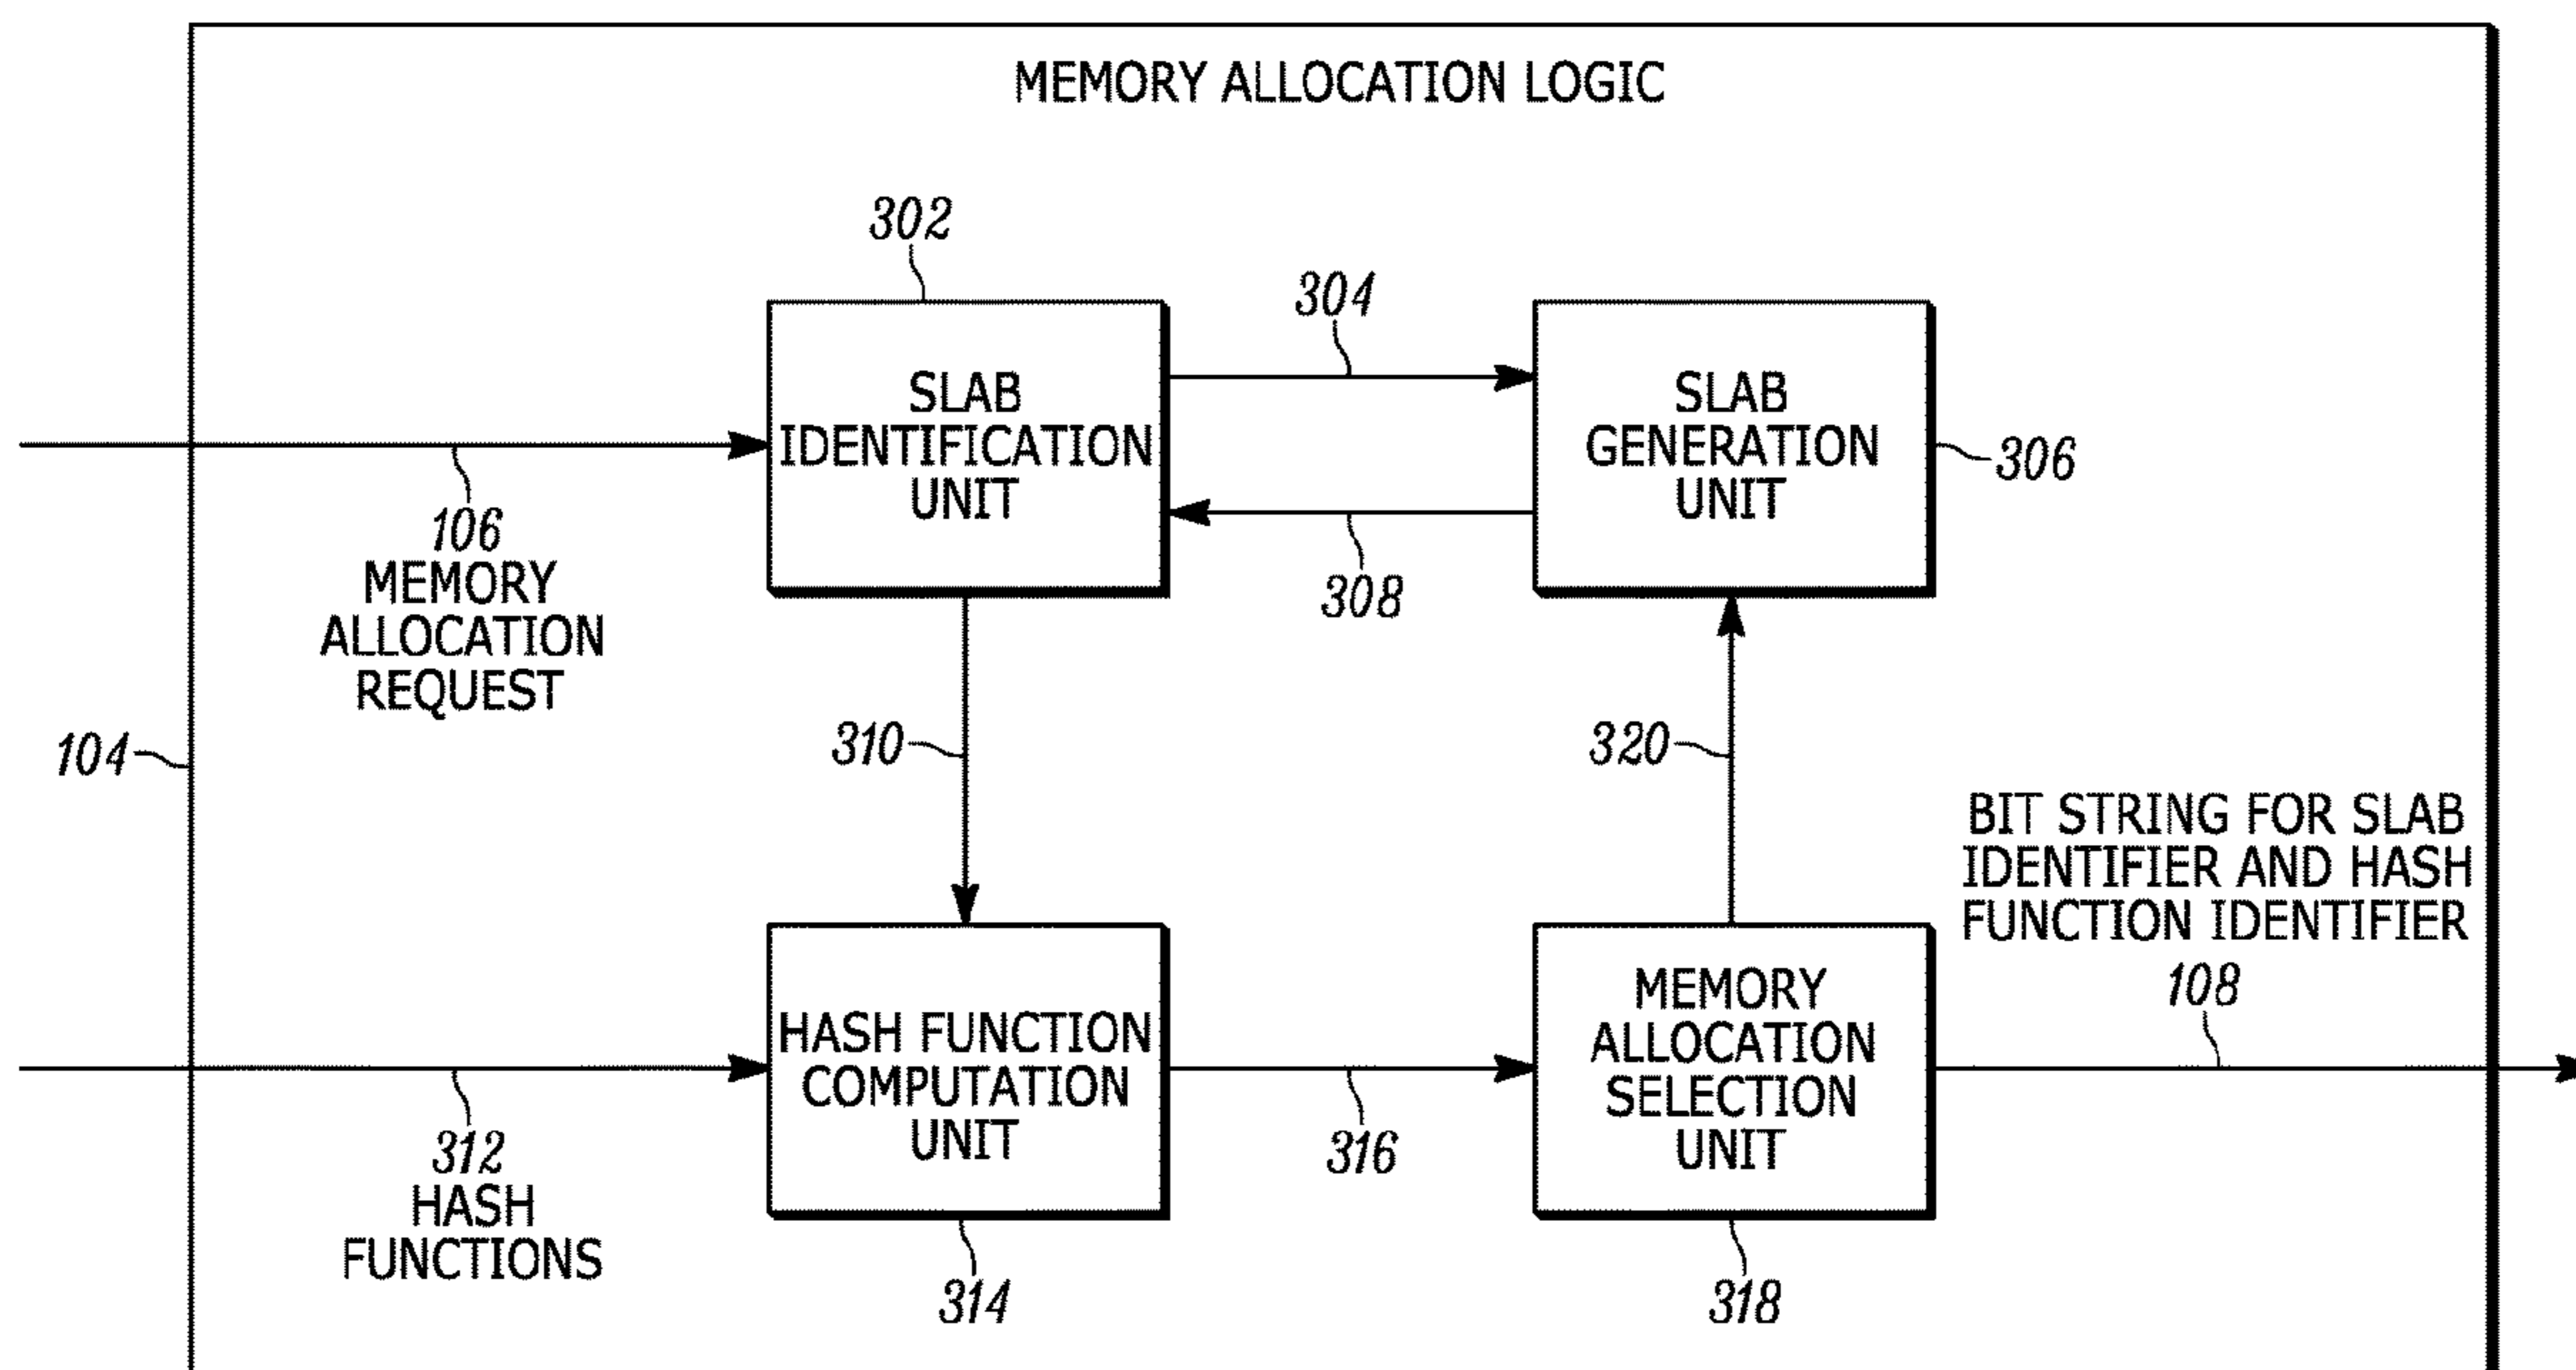 MEMORY ALLOCATION LOGIC
302
304
SLAB
IDENTIFICATION
UNIT
SLAB
GENERATION
UNIT
306
106
MEMORY
ALLOCATION
REQUEST
308
104
310
320
BIT STRING FOR SLAB
IDENTIFIER AND HASH
FUNCTION IDENTIFIER
108
HASH FUNCTION
COMPUTATION
UNIT
MEMORY
ALLOCATION
SELECTION
UNIT
312
HASH
FUNCTIONS
316
314
318